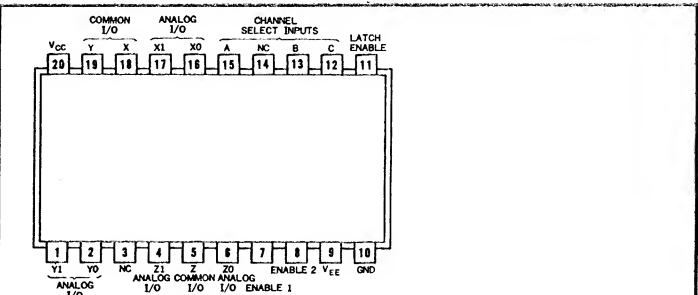 COMMON ANALOG CHANNEL
I/O I/O SELECT INPUTS
LATCH
VCC Y X X1 X0 A NC B C ENABLE
20 19 18 17 16 15 14 13 12 11
1 2 3 4 5 6 7 8 9 10
Y1 Y0 NC Z1 Z Z0 ENABLE 2 VEE GND
ANALOG COMMON ANALOG
ANALOG I/O I/O I/O ENABLE 1
I/O